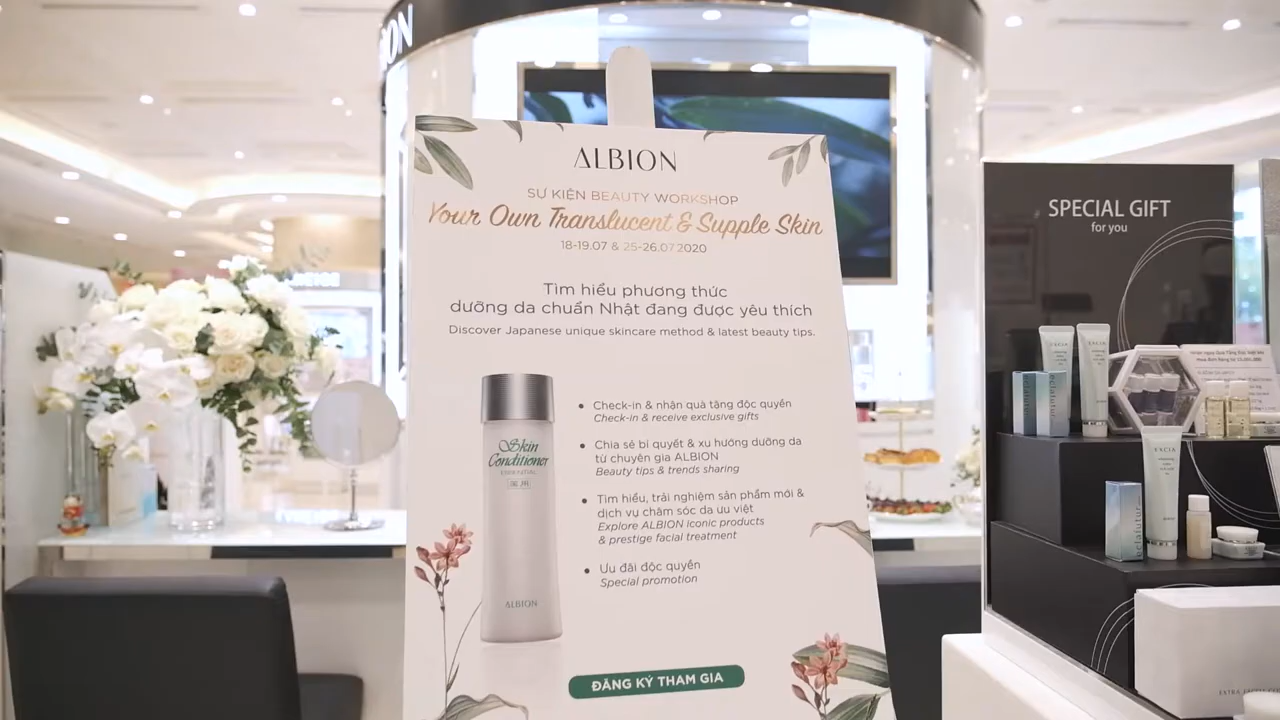 ION
ALBION
SỰ KIỆN BEAUTY WORKSHOP
Your Own Translucent & Supple Skin
18-19.07 & 25-26.07.2020
Tìm hiểu phương thức
dưỡng da chuẩn Nhật đang được yêu thích
Discover Japanese unique skincare method & latest beauty tips.
Check-in & nhận quà tặng độc quyền
Check-in & receive exclusive gifts
Chia sẻ bí quyết & xu hướng dưỡng da
từ chuyên gia ALBION
Beauty tips & trends sharing
Tìm hiểu, trải nghiệm sản phẩm mới &
dịch vụ chăm sóc da ưu việt
Explore ALBION iconic products
& prestige facial treatment
Ưu đãi độc quyền
Special promotion
Skin
Conditioner
ESSENTIAL
ALBION
ĐĂNG KÝ THAM GIA
SPECIAL GIFT
for you
EXCIA
EXCIA
EXCIA